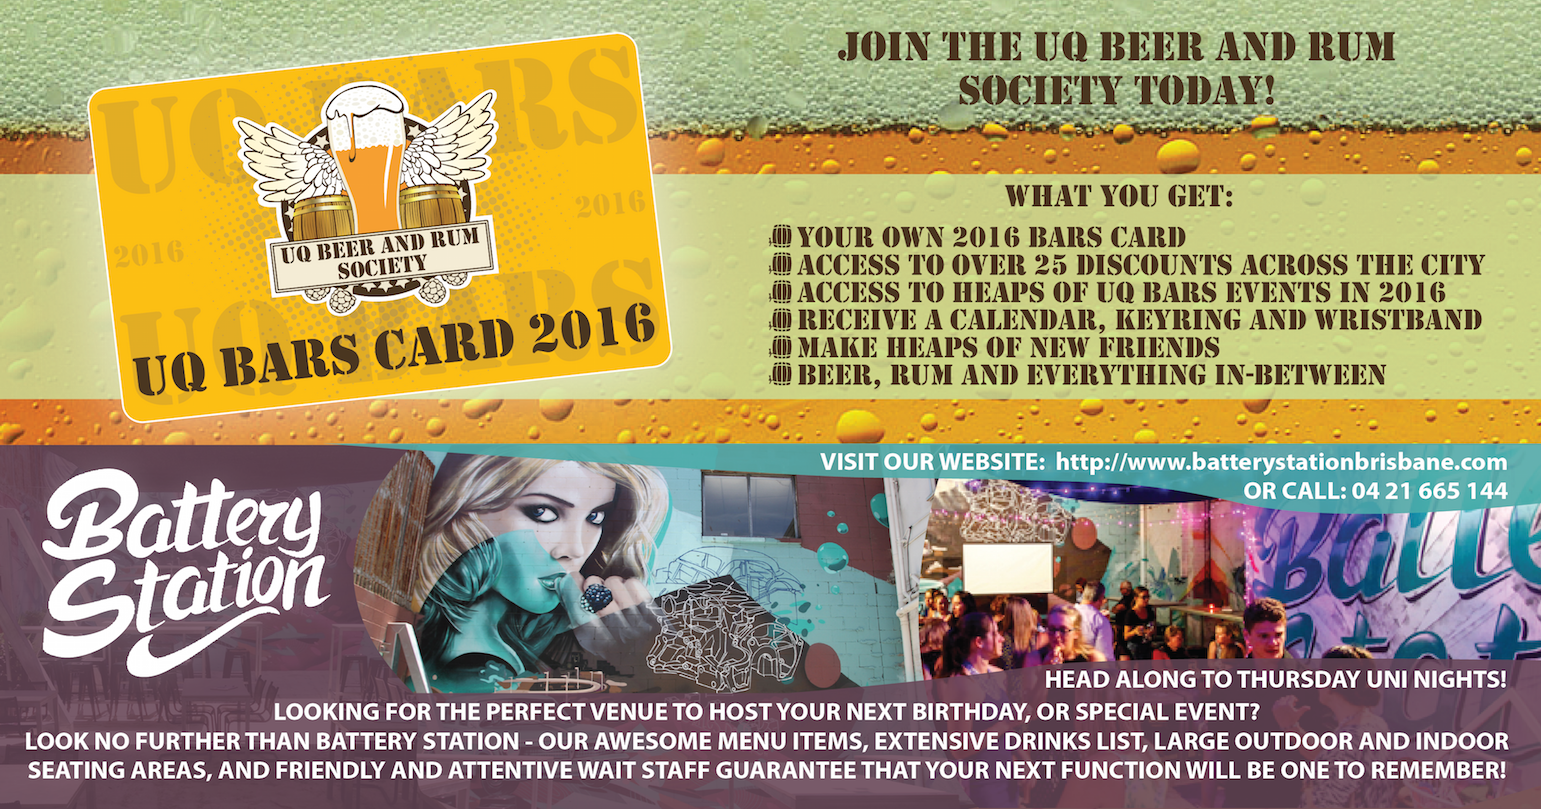 JOIN THE UQ BEER AND RUM
SOCIETY TODAY!
UQ BARS
2016
2016
UQ BEER AND RUM
SOCIETY
UQ BARS
UQ BARS CARD 2016
WHAT YOU GET:
YOUR OWN 2016 BARS CARD
ACCESS TO OVER 25 DISCOUNTS ACROSS THE CITY
ACCESS TO HEAPS OF UQ BARS EVENTS IN 2016
RECEIVE A CALENDAR, KEYRING AND WRISTBAND
MAKE HEAPS OF NEW FRIENDS
BEER, RUM AND EVERYTHING IN-BETWEEN
VISIT OUR WEBSITE: http://www.batterystationbrisbane.com
OR CALL: 04 21 665 144
Battery
Station
HEAD ALONG TO THURSDAY UNI NIGHTS!
LOOKING FOR THE PERFECT VENUE TO HOST YOUR NEXT BIRTHDAY, OR SPECIAL EVENT?
LOOK NO FURTHER THAN BATTERY STATION - OUR AWESOME MENU ITEMS, EXTENSIVE DRINKS LIST, LARGE OUTDOOR AND INDOOR
SEATING AREAS, AND FRIENDLY AND ATTENTIVE WAIT STAFF GUARANTEE THAT YOUR NEXT FUNCTION WILL BE ONE TO REMEMBER!